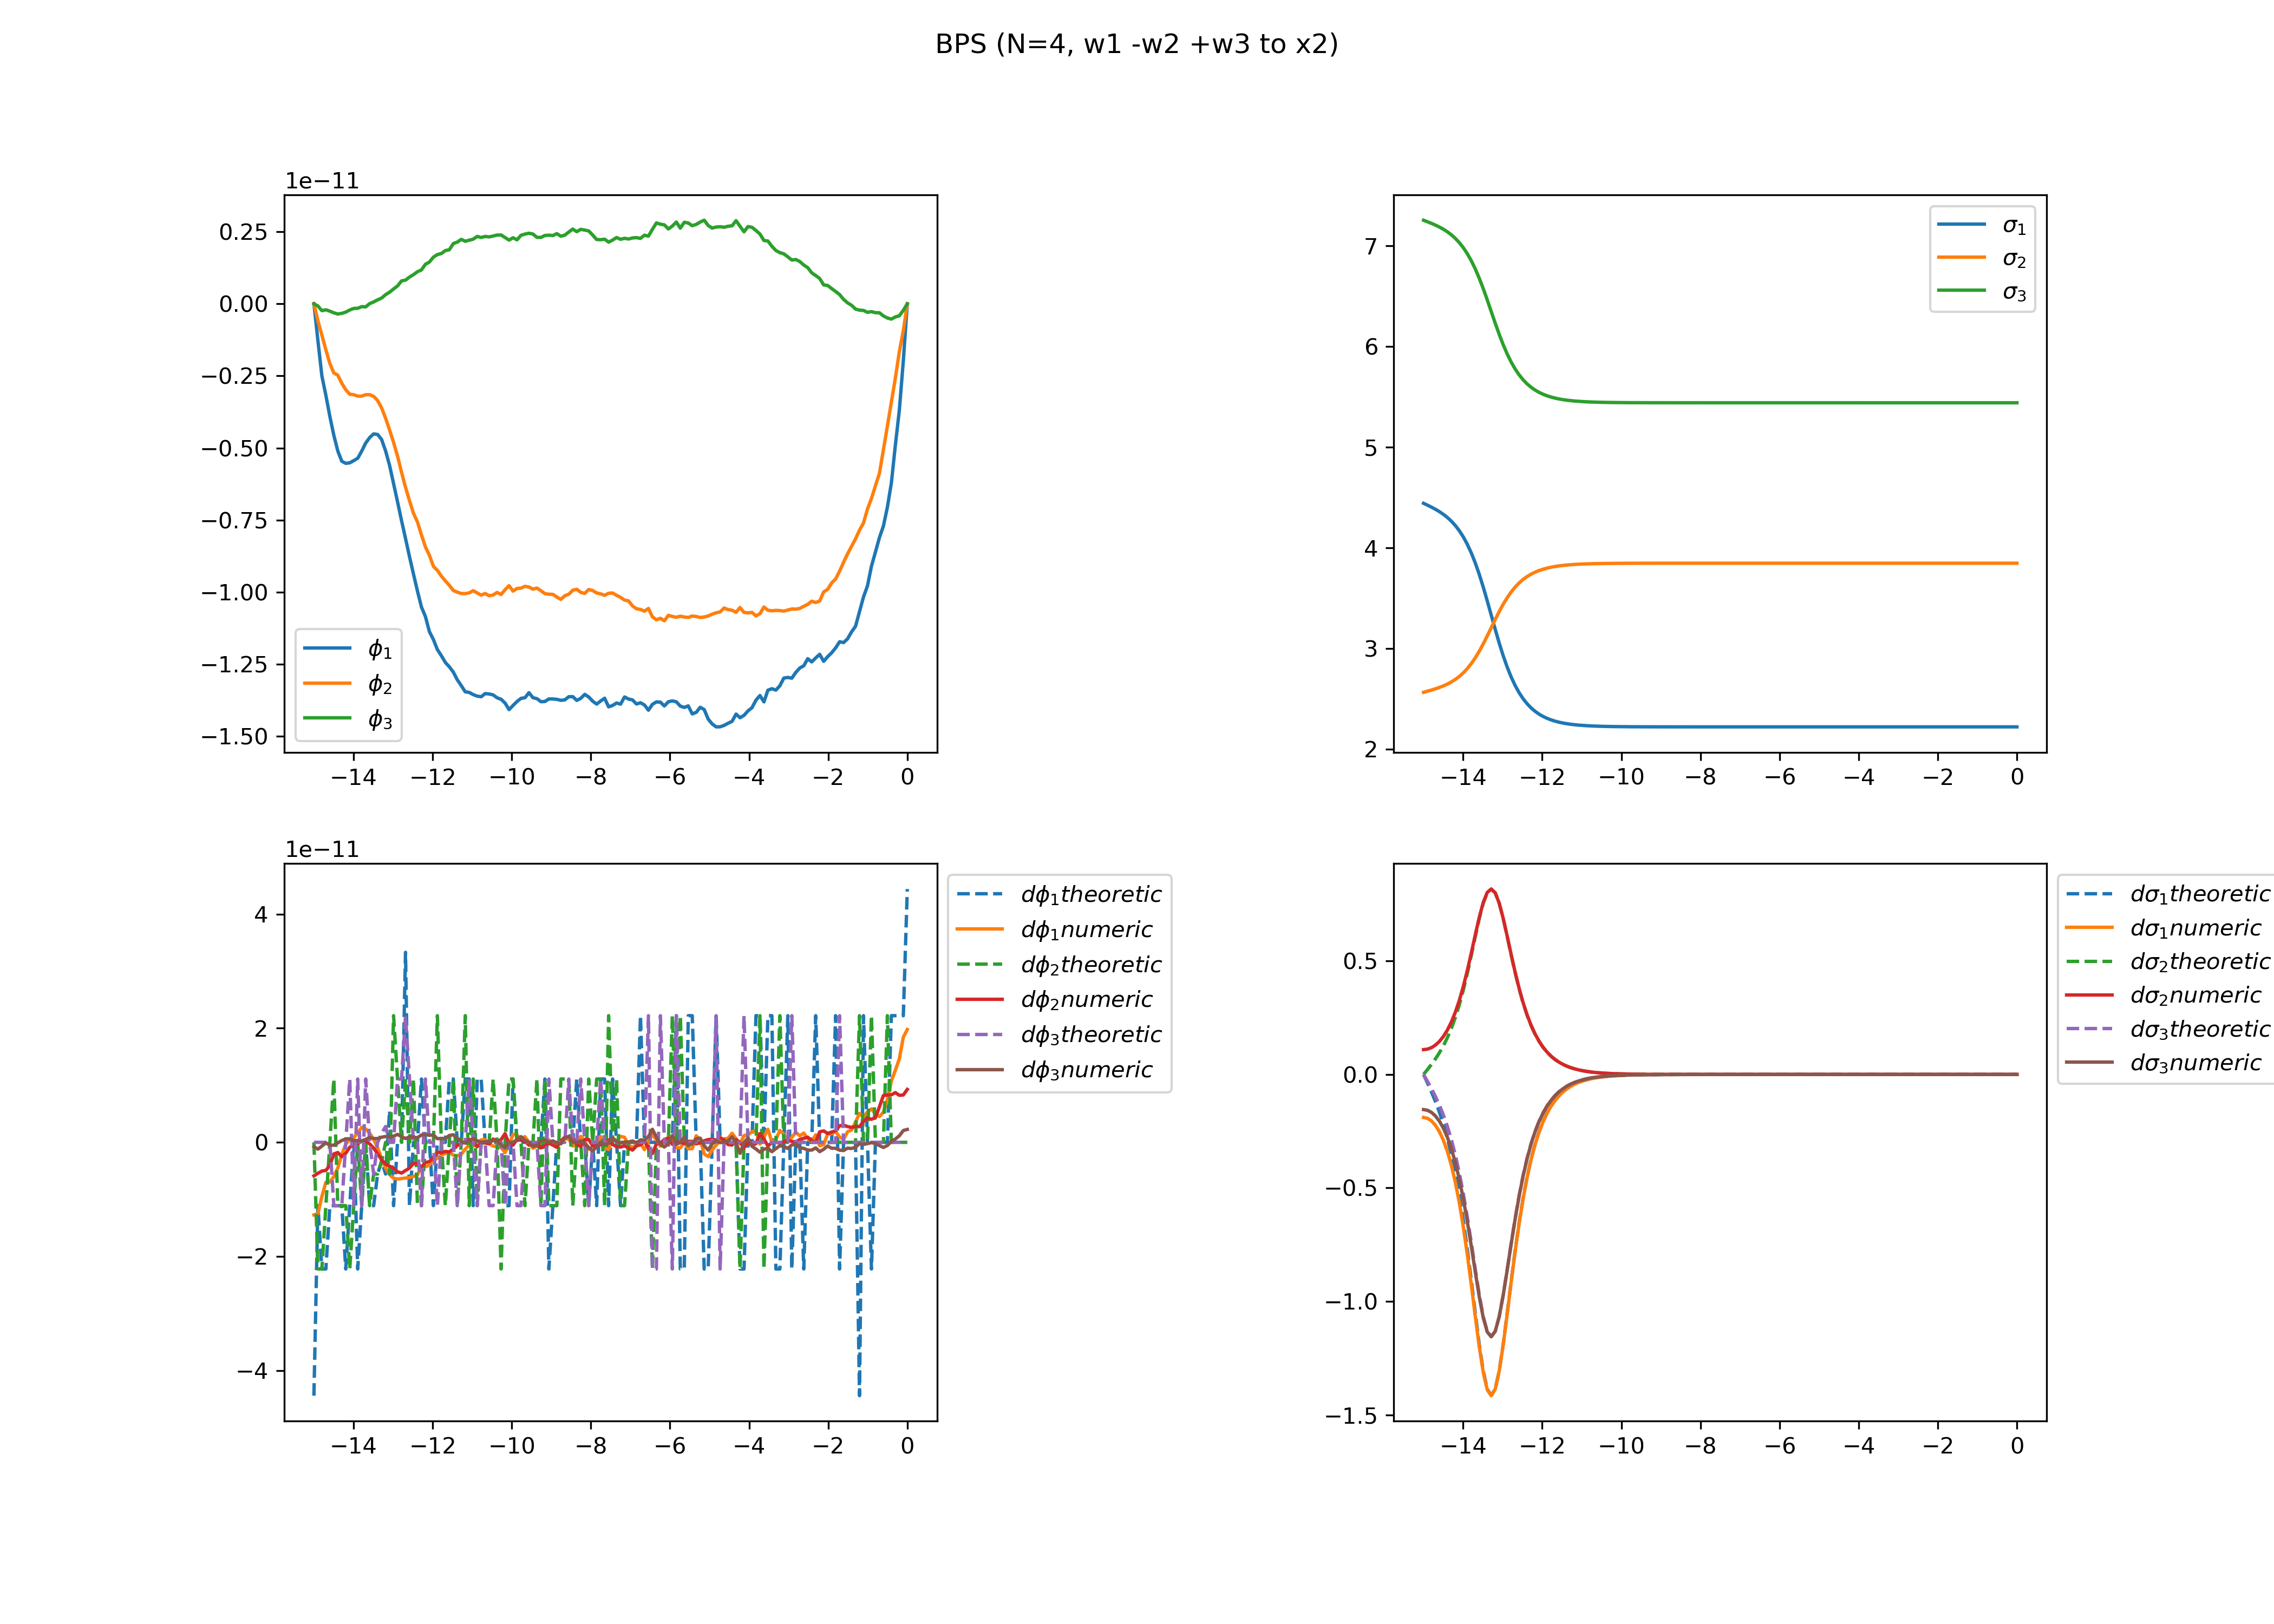 BPS (N=4, w1 -w2 +w3 to x2)
1e−11
0.25
0.00
−0.25
−0.50
−0.75
−1.00
−1.25
−1.50
ϕ1
ϕ2
ϕ3
−14 −12 −10 −8 −6 −4 −2 0
7
6
5
4
3
2
σ1
σ2
σ3
−14 −12 −10 −8 −6 −4 −2 0
1e−11
4
2
0
−2
−4
dϕ1theoretic
dϕ1numeric
dϕ2theoretic
dϕ2numeric
dϕ3theoretic
dϕ3numeric
−14 −12 −10 −8 −6 −4 −2 0
0.5
0.0
−0.5
−1.0
−1.5
dσ1theoretic
dσ1numeric
dσ2theoretic
dσ2numeric
dσ3theoretic
dσ3numeric
−14 −12 −10 −8 −6 −4 −2 0